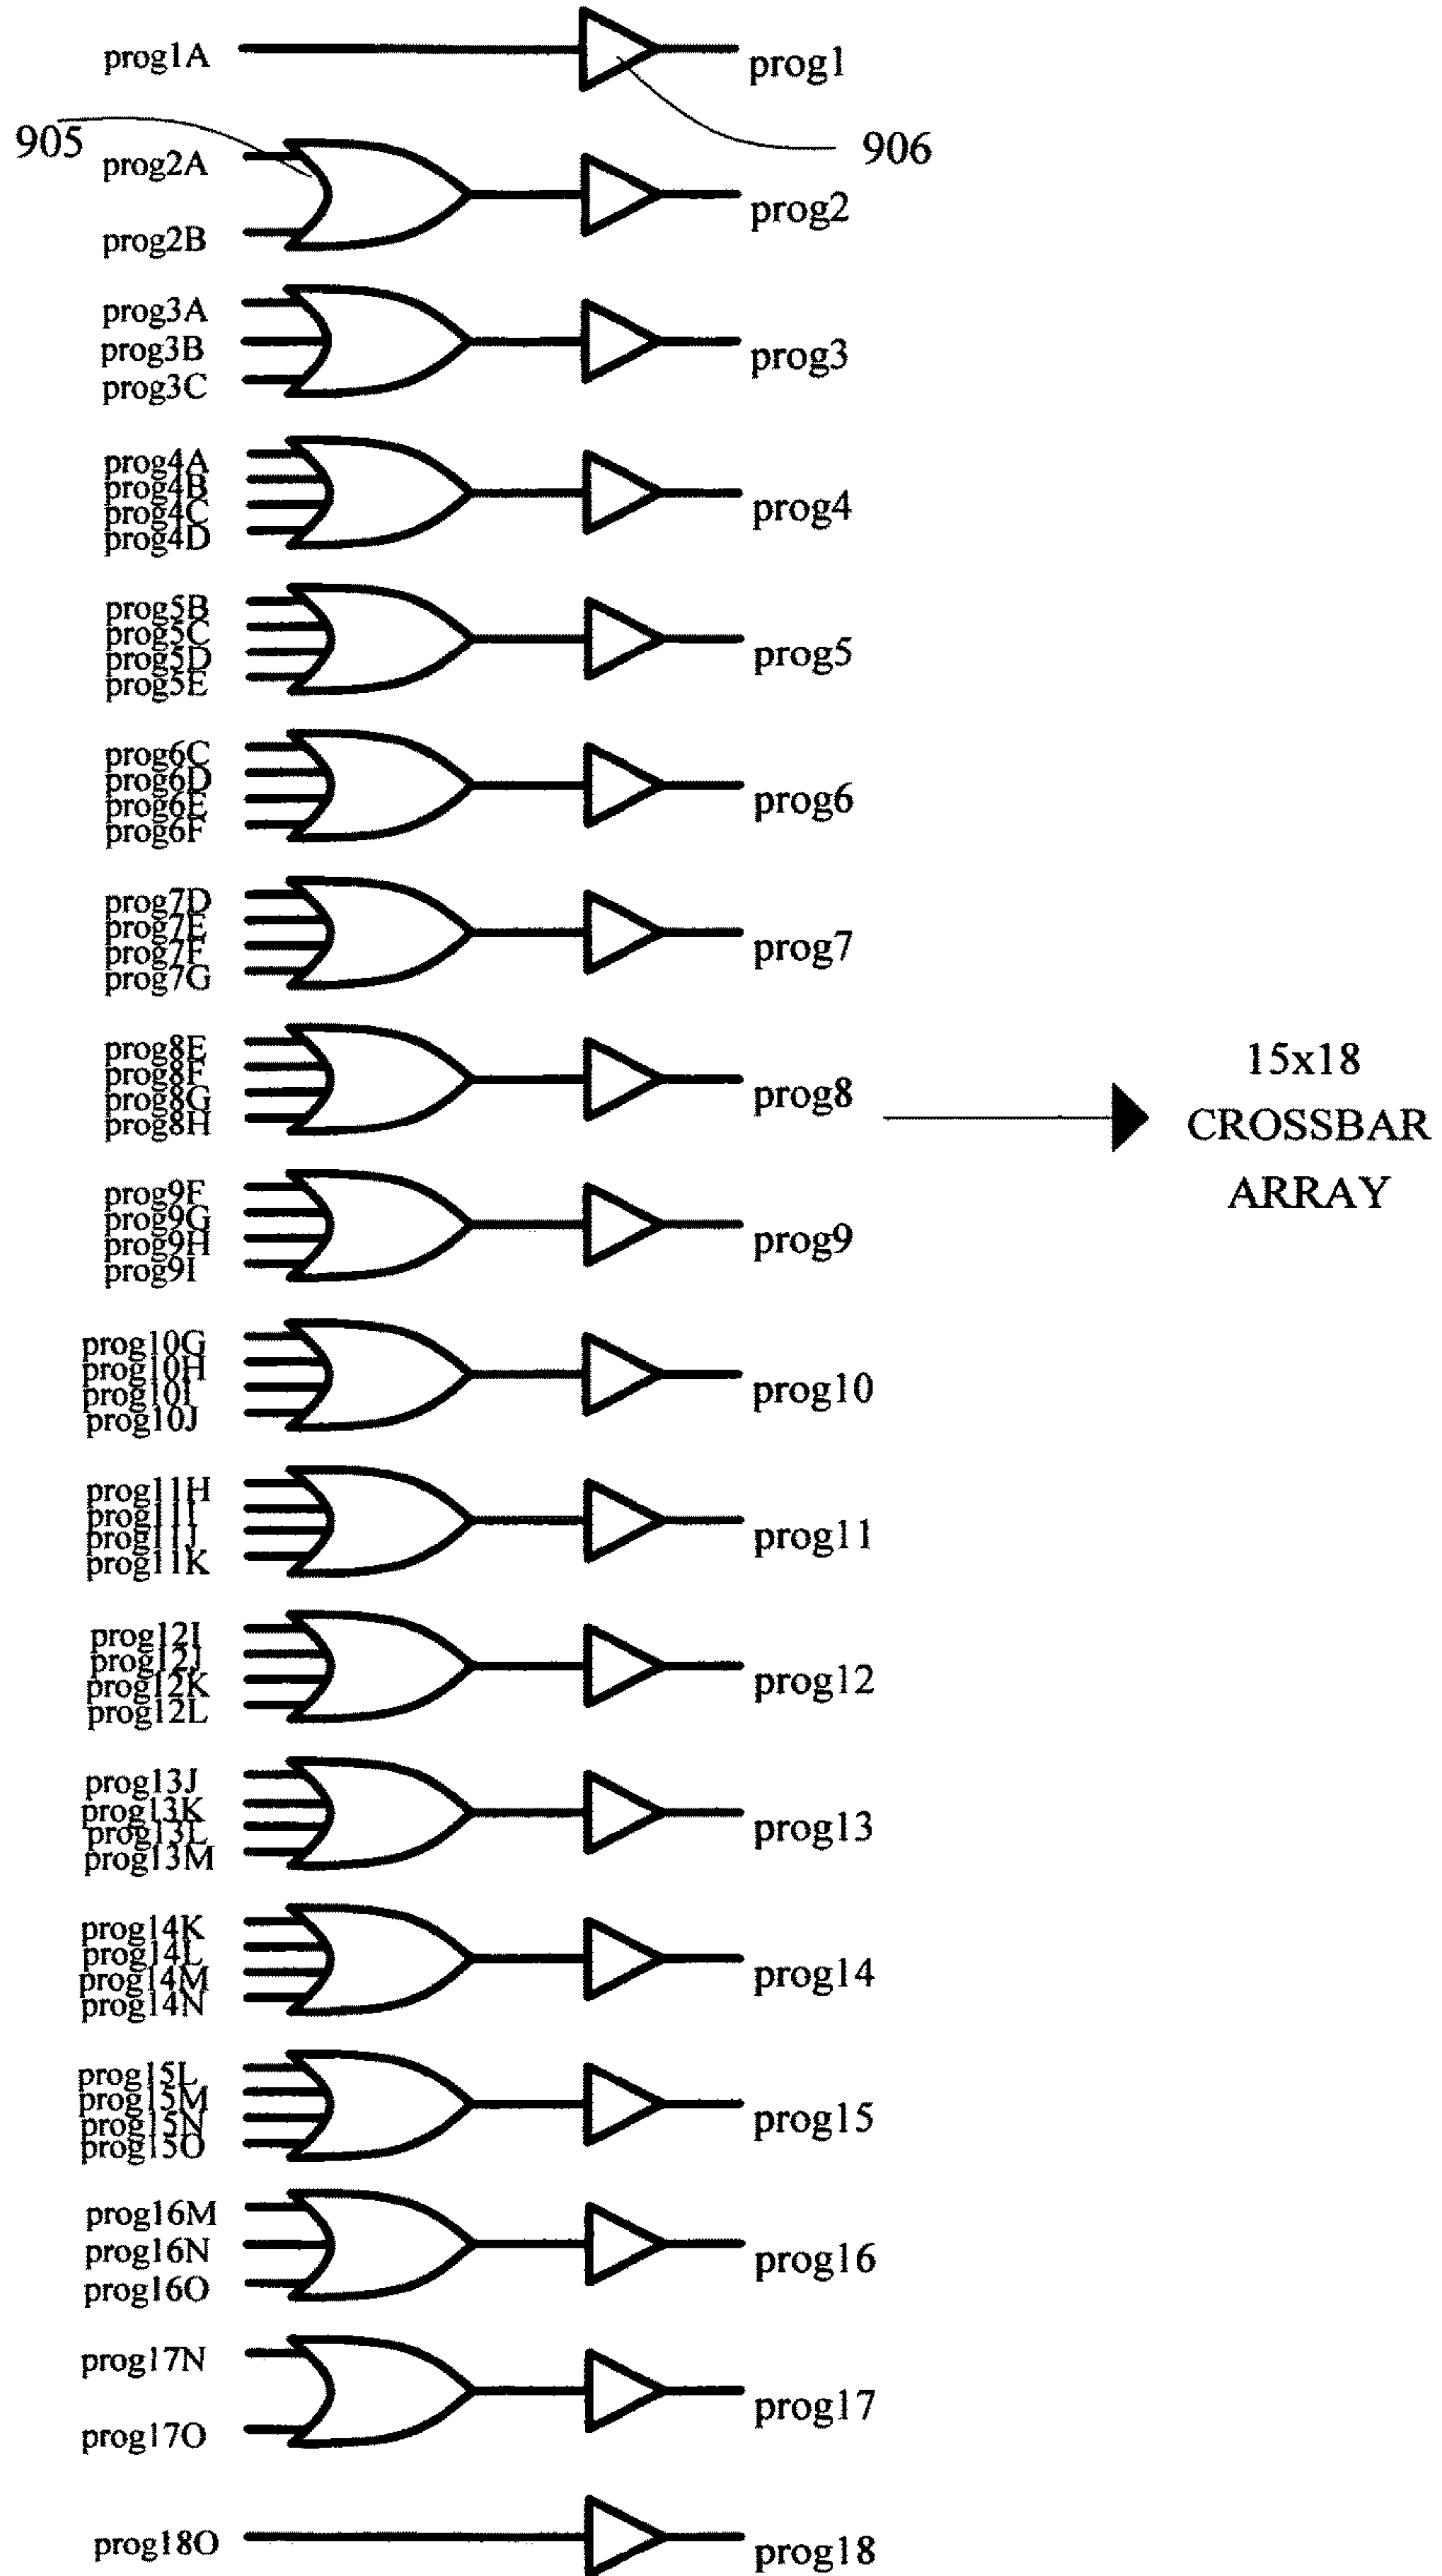 prog1A
prog1
905
906
prog2A
prog2B
prog2
prog3A
prog3B
prog3C
prog3
prog4A
prog4B
prog4C
prog4D
prog4
prog5B
prog5C
prog5D
prog5E
prog5
prog6C
prog6D
prog6E
prog6F
prog6
prog7D
prog7E
prog7F
prog7G
prog7
prog8E
prog8F
prog8G
prog8H
prog8
15x18
CROSSBAR
ARRAY
prog9F
prog9G
prog9H
prog9I
prog9
prog10G
prog10H
prog10I
prog10J
prog10
prog11H
prog11I
prog11J
prog11K
prog11
prog12I
prog12J
prog12K
prog12L
prog12
prog13J
prog13K
prog13L
prog13M
prog13
prog14K
prog14L
prog14M
prog14N
prog14
prog15L
prog15M
prog15N
prog15O
prog15
prog16M
prog16N
prog16O
prog16
prog17N
prog17O
prog17
prog18O
prog18